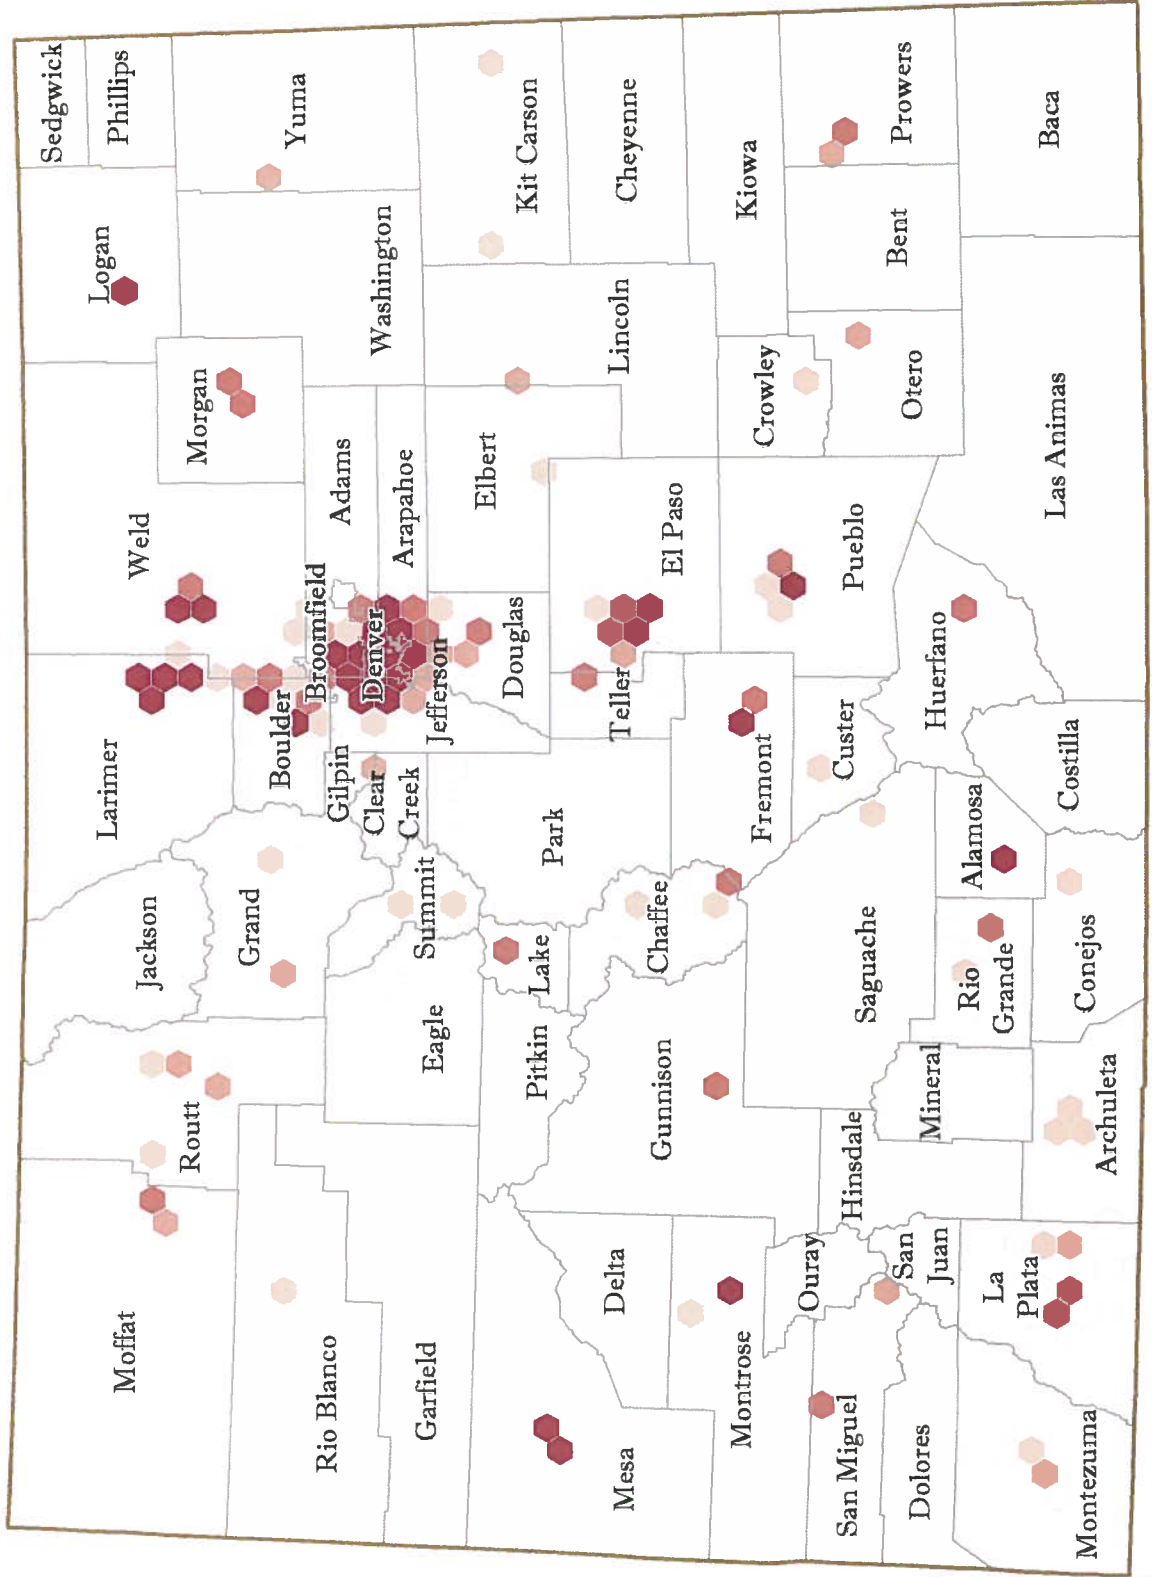 Moffat
Routt
Jackson
Larimer
Weld
Logan
Sedgwick
Phillips
Morgan
Yuma
Washington
Rio Blanco
Grand
Boulder
Broomfield
Adams
Gilpin
Clear
Creek
Denver
Arapahoe
Garfield
Eagle
Summit
Jefferson
Elbert
Douglas
Kit Carson
Pitkin
Lake
Park
Mesa
Delta
Gunnison
Chaffee
Teller
El Paso
Lincoln
Cheyenne
Montrose
Fremont
Crowley
Kiowa
Ouray
Hinsdale
Saguache
Custer
Pueblo
San Miguel
San
Juan
Mineral
Otero
Bent
Prowers
Dolores
La
Plata
Rio
Grande
Alamosa
Huerfano
Las Animas
Baca
Montezuma
Archuleta
Conejos
Costilla